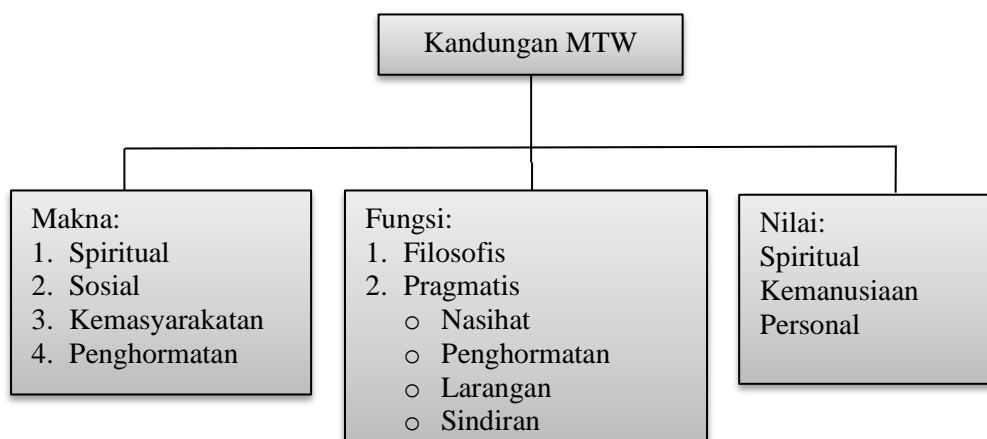 Kandungan MTW
Makna:
1. Spiritual
2. Sosial
3. Kemasyarakatan
4. Penghormatan
Fungsi:
1. Filosofis
2. Pragmatis
o Nasihat
o Penghormatan
o Larangan
o Sindiran
Nilai:
Spiritual
Kemanusiaan
Personal